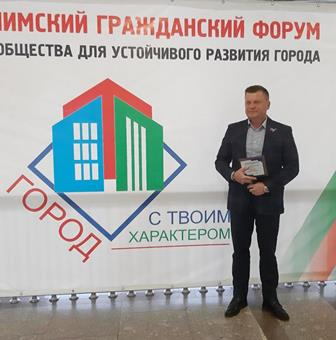 ИМСКИЙ ГРАЖДАНСКИЙ ФОРУМ
ОБЩЕСТВА ДЛЯ УСТОЙЧИВОГО РАЗВИТИЯ ГОРОДА
ГОРОД
С ТВОИМ
ХАРАКТЕРОМ